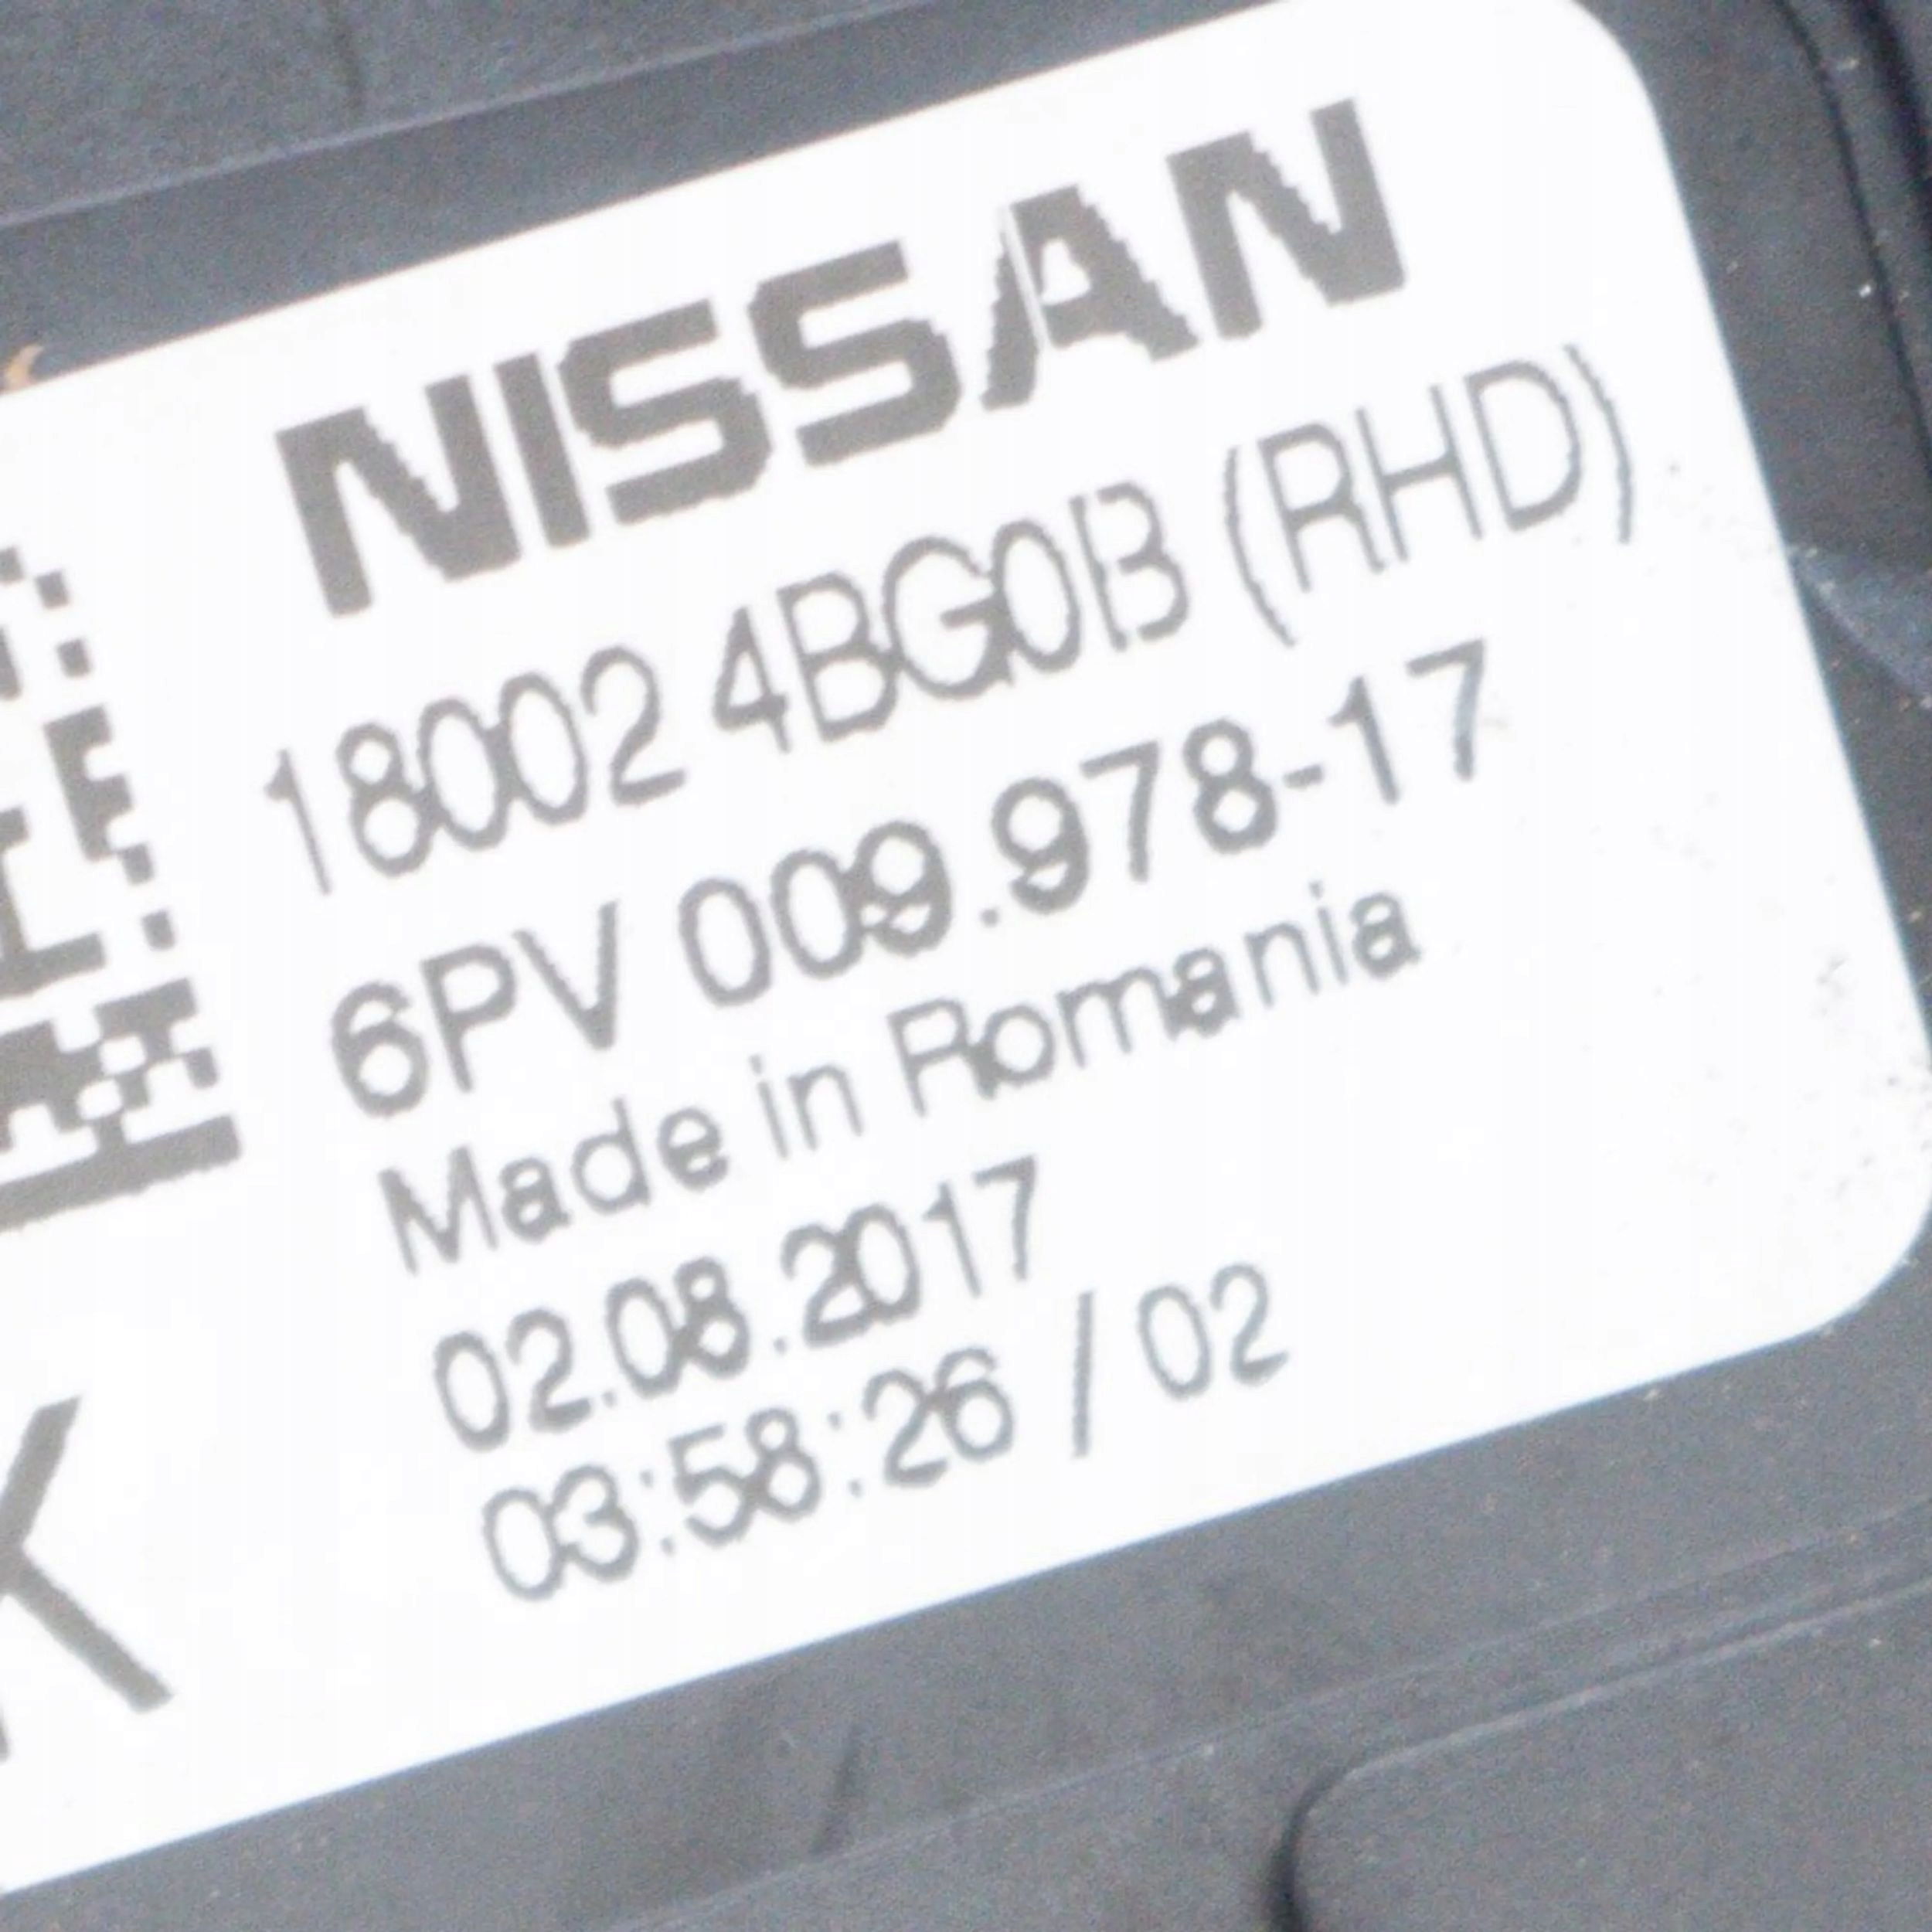 NISSAN
18002 4BG0B (RHD)
6PV 009.978-17
Made in Romania
02.08.2017
03:58:26 / 02
K